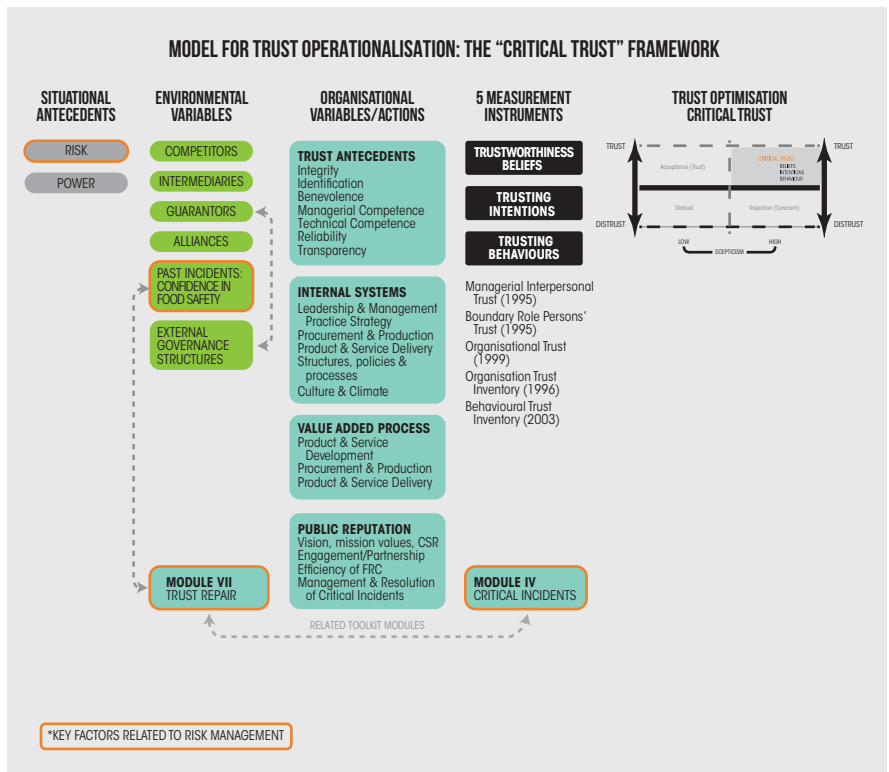 MODEL FOR TRUST OPERATIONALISATION: THE “CRITICAL TRUST” FRAMEWORK
SITUATIONAL
ANTECEDENTS
RISK
POWER
ENVIRONMENTAL
VARIABLES
COMPETITORS
INTERMEDIARIES
GUARANTORS
ALLIANCES
PAST INCIDENTS:
CONFIDENCE IN
FOOD SAFETY
EXTERNAL
GOVERNANCE
STRUCTURES
MODULE VII
TRUST REPAIR
ORGANISATIONAL
VARIABLES/ACTIONS
TRUST ANTECEDENTS
Integrity
Identification
Benevolence
Managerial Competence
Technical Competence
Reliability
Transparency
INTERNAL SYSTEMS
Leadership & Management
Practice Strategy
Procurement & Production
Product & Service Delivery
Structures, policies &
processes
Culture & Climate
VALUE ADDED PROCESS
Product & Service
Development
Procurement & Production
Product & Service Delivery
PUBLIC REPUTATION
Vision, mission values, CSR
Engagement/Partnership
Efficiency of FRC
Management & Resolution
of Critical Incidents
RELATED TOOLKIT MODULES
5 MEASUREMENT
INSTRUMENTS
TRUSTWORTHINESS
BELIEFS
TRUSTING
INTENTIONS
TRUSTING
BEHAVIOURS
Managerial Interpersonal
Trust (1995)
Boundary Role Persons’
Trust (1995)
Organisational Trust
(1999)
Organisation Trust
Inventory (1996)
Behavioural Trust
Inventory (2003)
MODULE IV
CRITICAL INCIDENTS
TRUST OPTIMISATION
CRITICAL TRUST
TRUST
TRUST
Acceptance (Trust)
CRITICAL TRUST
BELIEFS
INTENTIONS
BEHAVIOUR
Distrust
Rejection (Cynicism)
DISTRUST
DISTRUST
LOW
HIGH
SCEPTICISM
*KEY FACTORS RELATED TO RISK MANAGEMENT